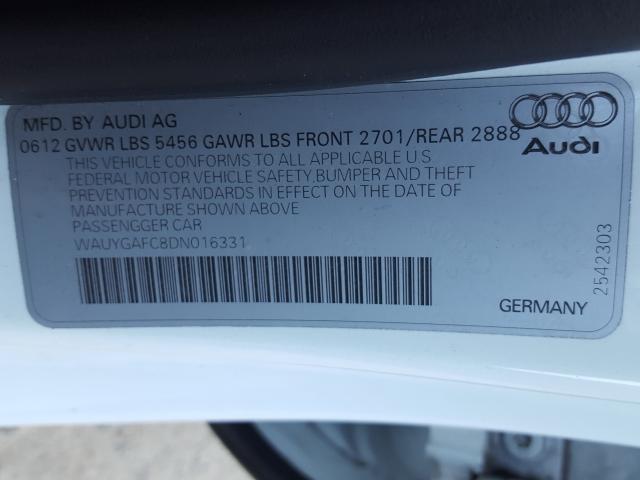 MFD. BY AUDI AG
0612 GVWR LBS 5456 GAWR LBS FRONT 2701/REAR 2888
THIS VEHICLE CONFORMS TO ALL APPLICABLE U.S
FEDERAL MOTOR VEHICLE SAFETY,BUMPER AND THEFT
PREVENTION STANDARDS IN EFFECT ON THE DATE OF
MANUFACTURE SHOWN ABOVE
PASSENGGER CAR
WAUYGAFC8DN016331
Audi
2542303
GERMANY